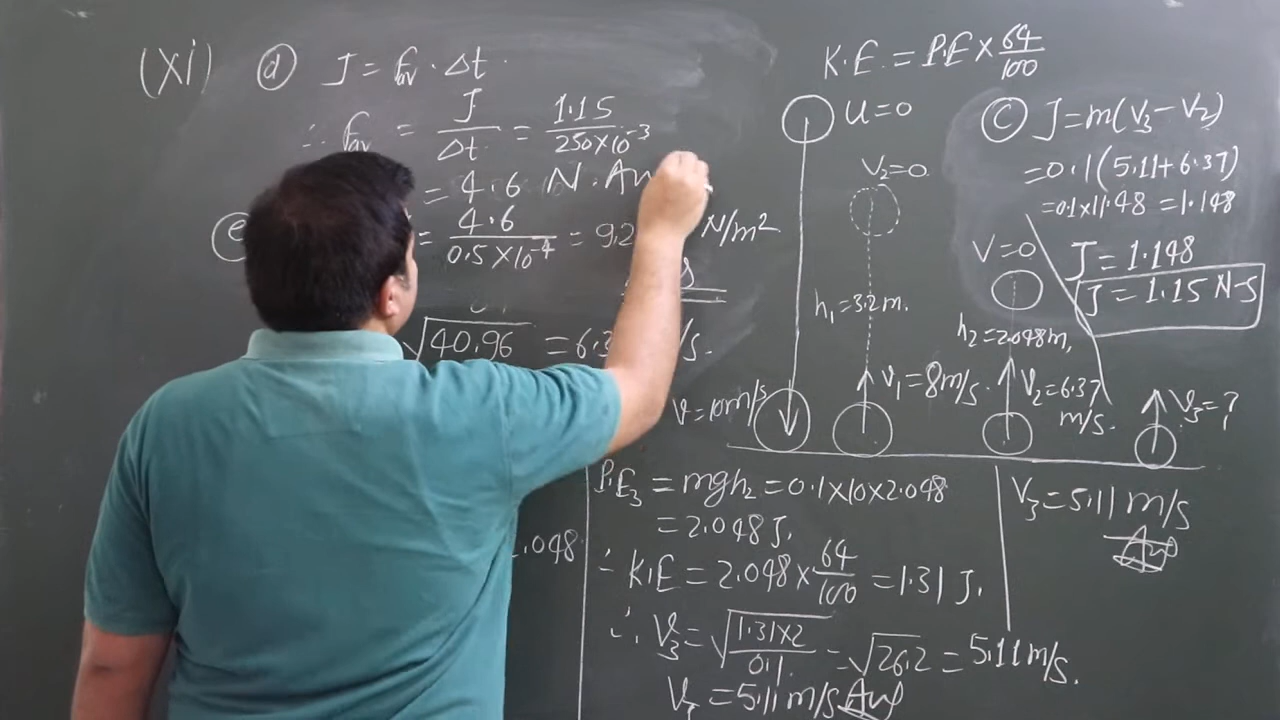 (XI) (d) J = Fav · Δt ·
∴ Fav = J / Δt = 1.15 / 250×10⁻³
= 4.6 N. An
(e) = 4.6 / 0.5×10⁻⁴ = 9.2 N/m²
√40.96 = 6.3 /s.
2.048
K.E. = P.E × 64/100
u = 0
V₂ = 0
h₁ = 3.2m.
V = 10m/s
V₁ = 8m/s.
V = 0
h₂ = 2.048m,
V₂ = 6.37 m/s.
V₃ = ?
(C) J = m(V₃ − V₂)
= 0.1(5.11 + 6.37)
= 0.1×11.48 = 1.148
J = 1.148
J = 1.15 N-S
P.E₃ = mgh₂ = 0.1×10×2.048
= 2.048 J.
∴ K.E = 2.048 × 64/100 = 1.31 J.
∴ V₃ = √(1.31×2 / 0.1) = √26.2 = 5.11 m/s.
V₃ = 5.11 m/s Ans
V₃ = 5.11 m/s
Ans